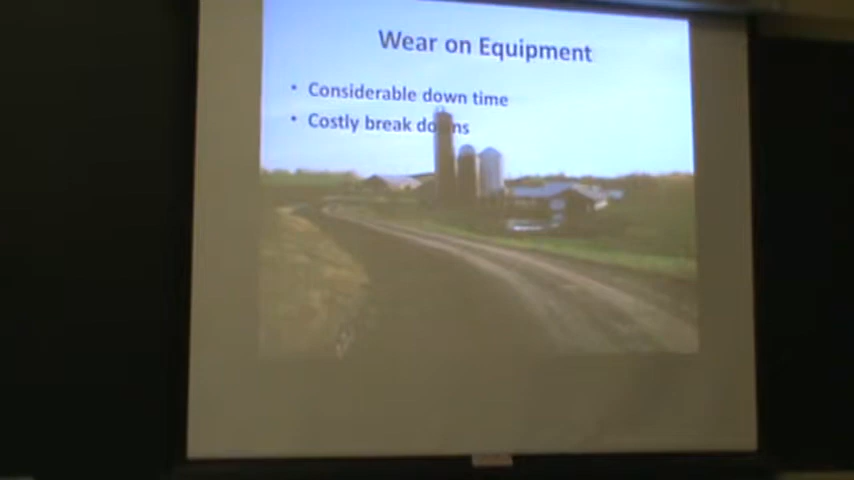 Wear on Equipment
• Considerable down time
• Costly break downs